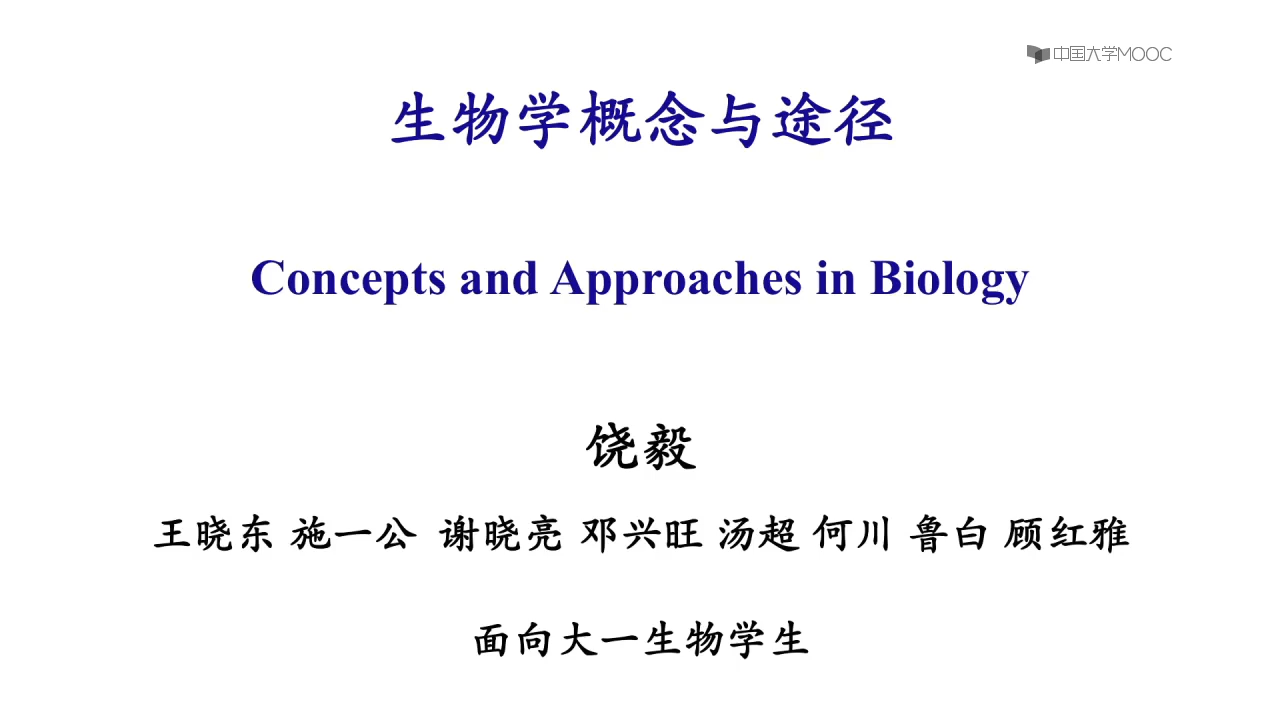 中国大学MOOC
生物学概念与途径
Concepts and Approaches in Biology
饶毅
王晓东 施一公 谢晓亮 邓兴旺 汤超 何川 鲁白 顾红雅
面向大一生物学生